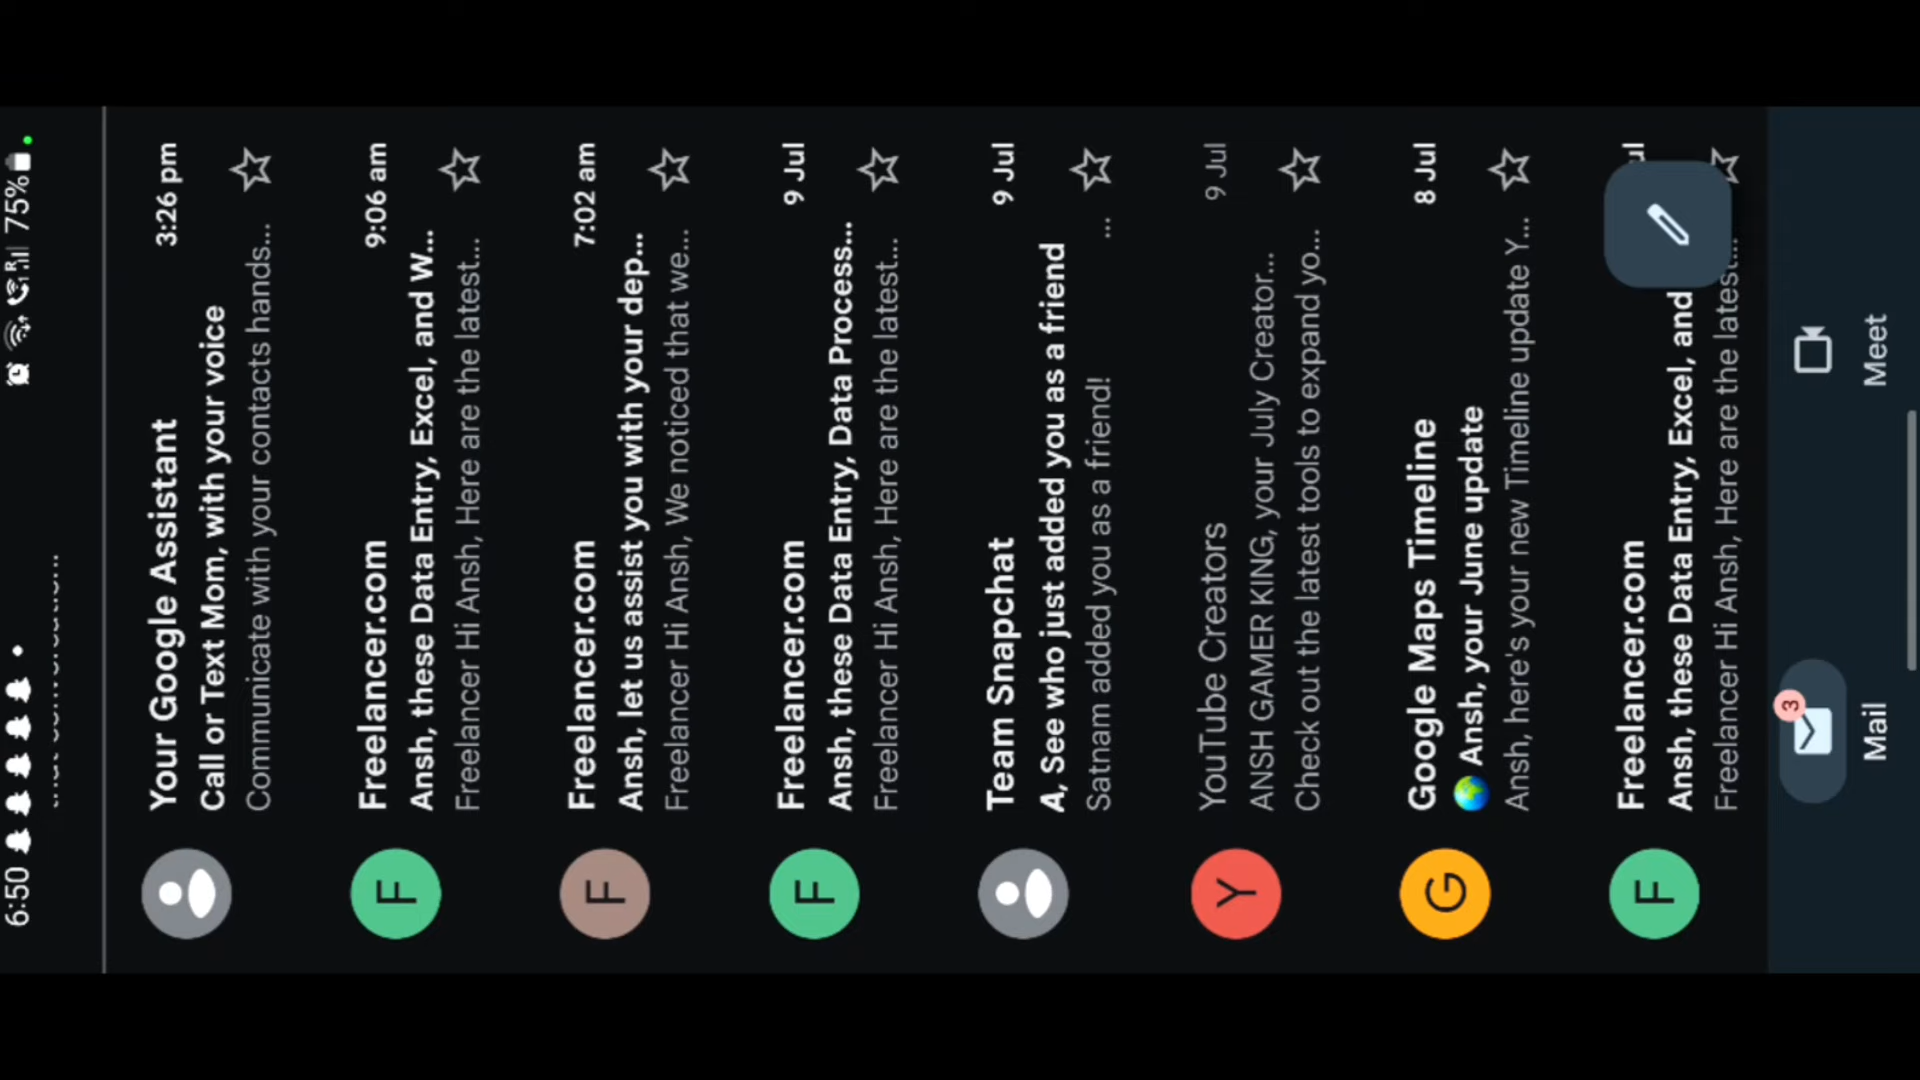 6:50
75%
Your Google Assistant 3:26 pm
Call or Text Mom, with your voice
Communicate with your contacts hands...
F
Freelancer.com 9:06 am
Ansh, these Data Entry, Excel, and W...
Freelancer Hi Ansh, Here are the latest...
F
Freelancer.com 7:02 am
Ansh, let us assist you with your dep...
Freelancer Hi Ansh, We noticed that we...
F
Freelancer.com 9 Jul
Ansh, these Data Entry, Data Process...
Freelancer Hi Ansh, Here are the latest...
Team Snapchat 9 Jul
A, See who just added you as a friend
Satnam added you as a friend! ...
Y
YouTube Creators 9 Jul
ANSH GAMER KING, your July Creator...
Check out the latest tools to expand yo...
G
Google Maps Timeline 8 Jul
🌍 Ansh, your June update
Ansh, here's your new Timeline update Y...
F
Freelancer.com
Ansh, these Data Entry, Excel, and
Freelancer Hi Ansh, Here are the latest...
3
Mail Meet